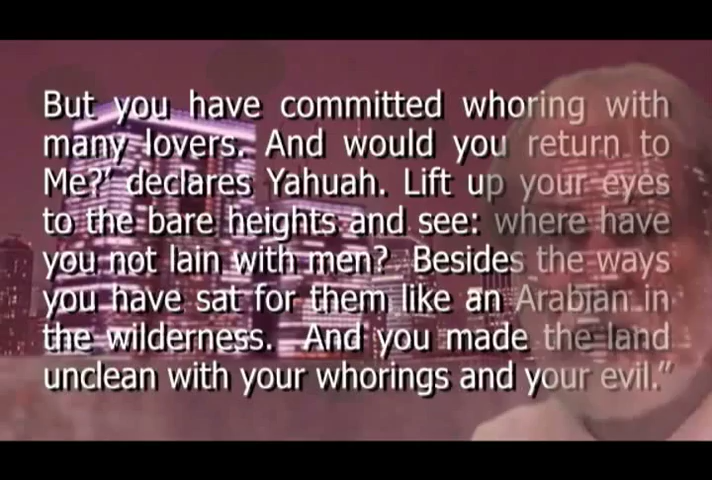 But you have committed whoring with
many lovers. And would you return to
Me?’ declares Yahuah. Lift up your eyes
to the bare heights and see: where have
you not lain with men?  Besides the ways
you have sat for them like an Arabian in
the wilderness.  And you made the land
unclean with your whorings and your evil.”